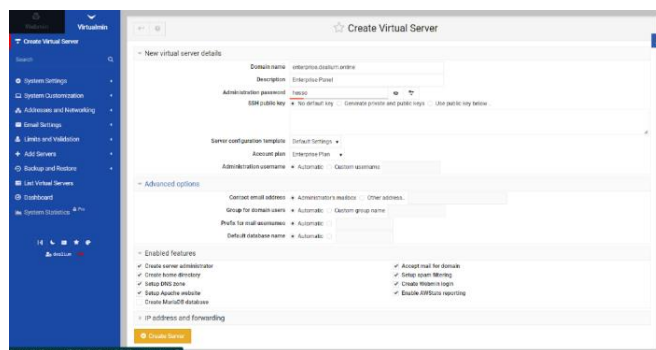 Webmin
Virtualmin
Create Virtual Server
Search
System Settings
System Customization
Addresses and Networking
Email Settings
Limits and Validation
Add Servers
Backup and Restore
List Virtual Servers
Dashboard
System Statistics
Create Virtual Server
New virtual server details
Domain name enterprise.dealium.online
Description Enterprise Panel
Administration password
SSH public key No default key Generate private and public keys Use public key below..
Server configuration template Default Settings
Account plan Enterprise Plan
Administration username Automatic Custom username
Advanced options
Contact email address Administrator's mailbox Other address..
Group for domain users Automatic Custom group name
Prefix for mail usernames Automatic
Default database name Automatic
Enabled features
Create server administrator Accept mail for domain
Create home directory Setup spam filtering
Setup DNS zone Create Webmin login
Setup Apache website Enable AWStats reporting
Create MariaDB database
IP address and forwarding
Create Server